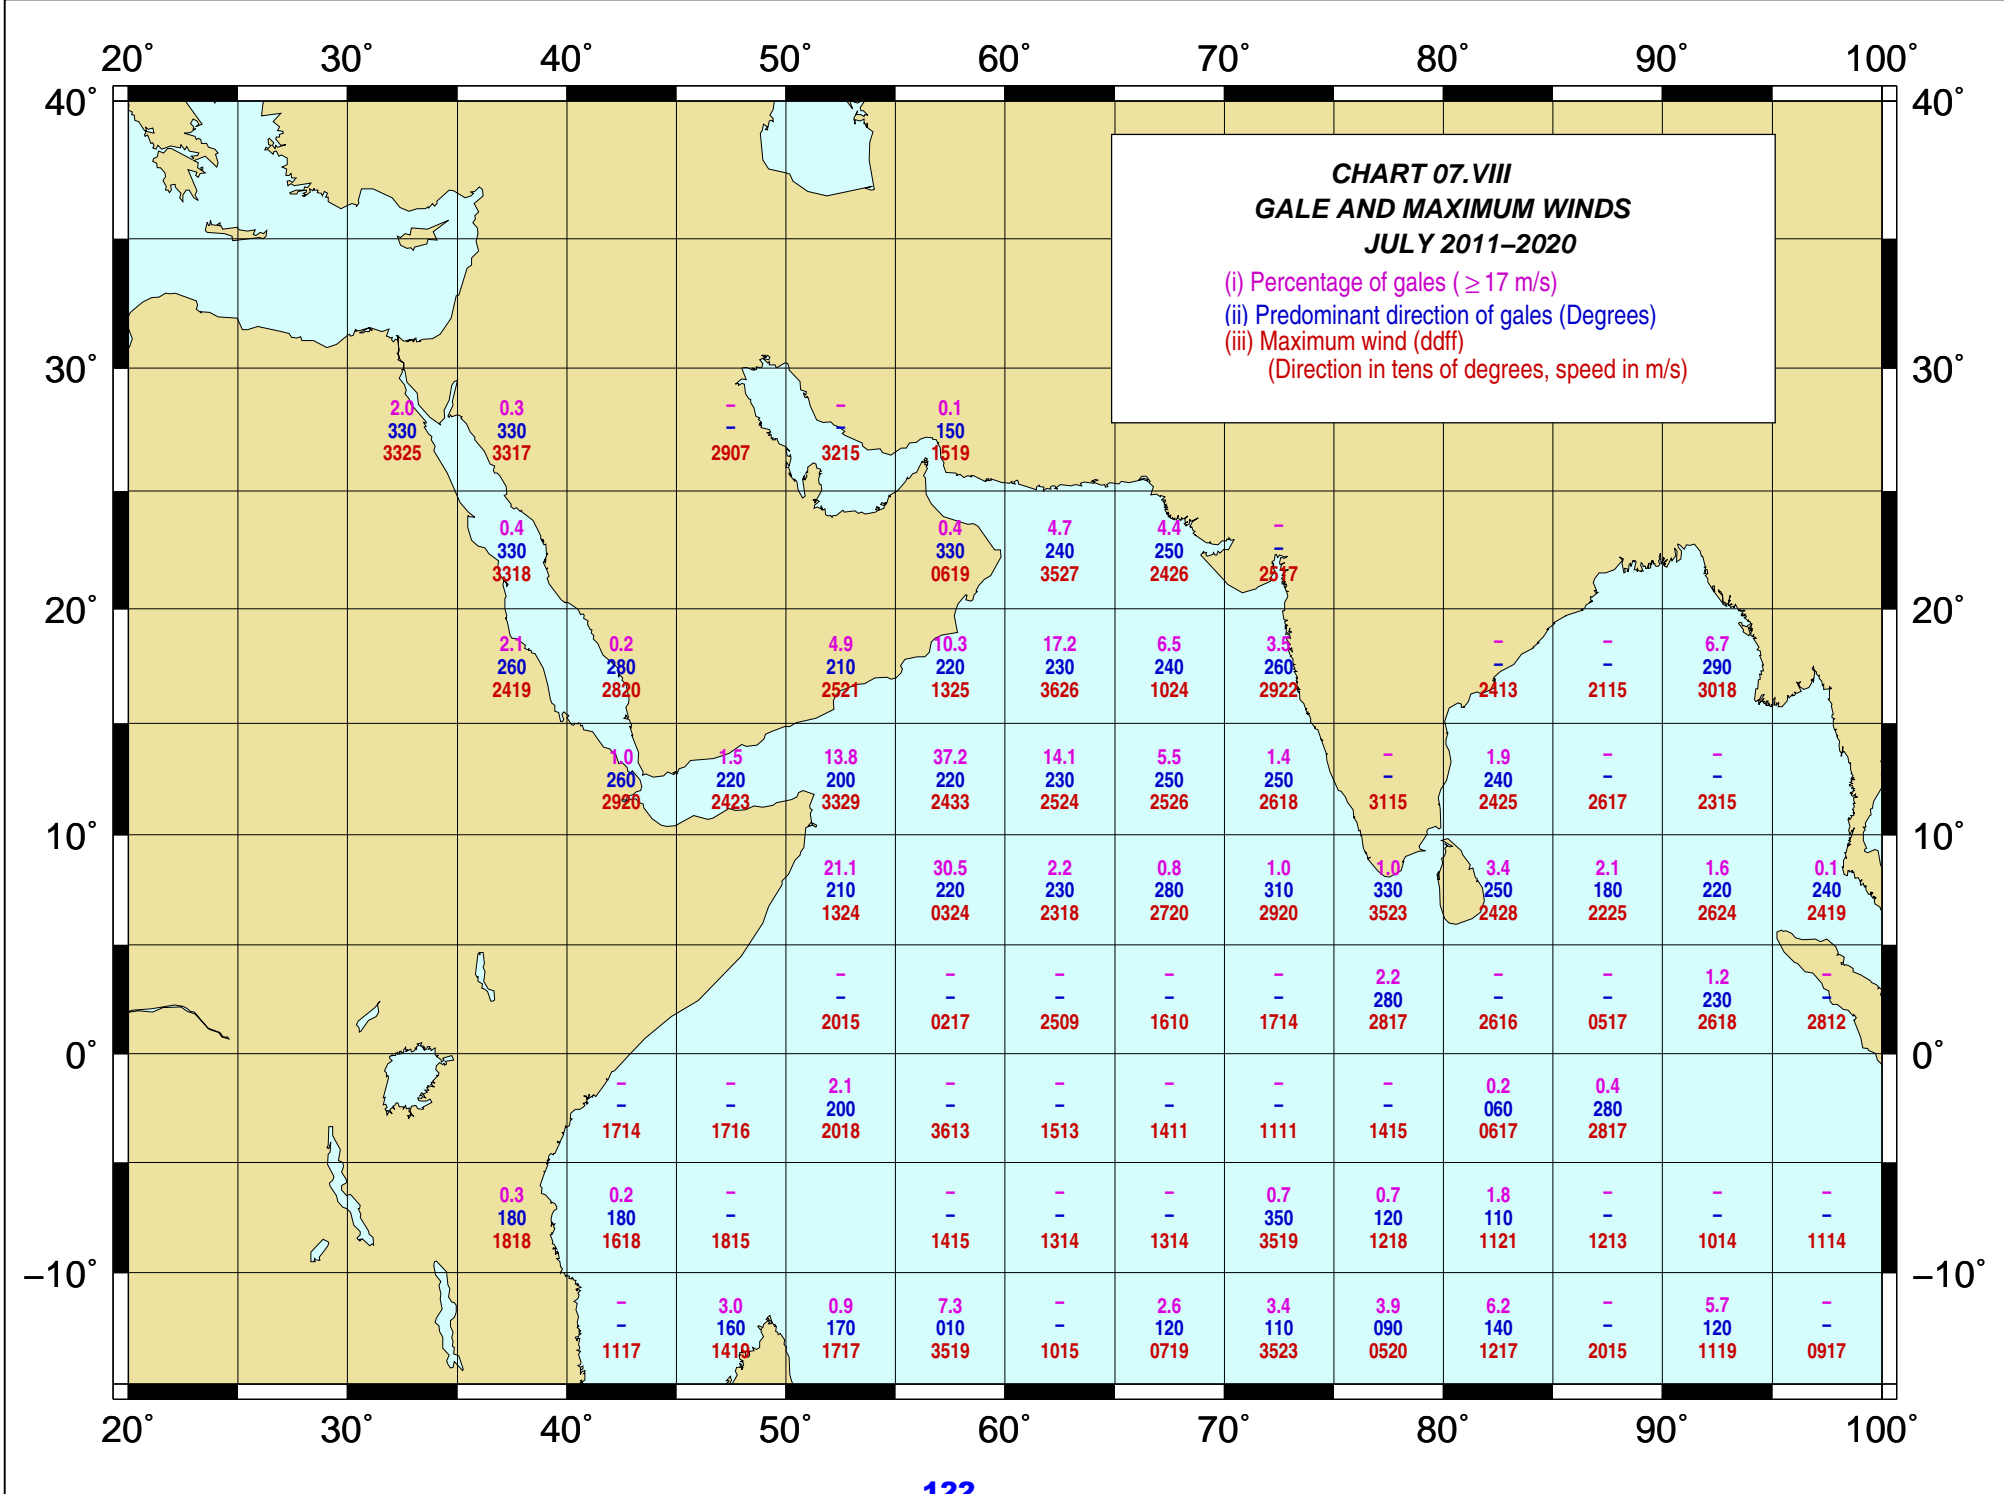 20° 30° 40° 50° 60° 70° 80° 90° 100°
40° 40°
CHART 07.VIII
GALE AND MAXIMUM WINDS
JULY 2011–2020
(i) Percentage of gales ( ≥ 17 m/s)
(ii) Predominant direction of gales (Degrees)
(iii) Maximum wind (ddff)
(Direction in tens of degrees, speed in m/s)
30° 30°
2.0 0.3 – – 0.1
330 330 – – 150
3325 3317 2907 3215 1519
0.4 0.4 4.7 4.4 –
330 330 240 250 –
3318 0619 3527 2426 2517
20° 20°
2.1 0.2 4.9 10.3 17.2 6.5 3.5 – – 6.7
260 280 210 220 230 240 260 – – 290
2419 2820 2521 1325 3626 1024 2922 2413 2115 3018
1.0 1.5 13.8 37.2 14.1 5.5 1.4 – 1.9 – –
260 220 200 220 230 250 250 – 240 – –
2920 2423 3329 2433 2524 2526 2618 3115 2425 2617 2315
10° 10°
21.1 30.5 2.2 0.8 1.0 1.0 3.4 2.1 1.6 0.1
210 220 230 280 310 330 250 180 220 240
1324 0324 2318 2720 2920 3523 2428 2225 2624 2419
– – – – – 2.2 – – 1.2 –
– – – – – 280 – – 230 –
2015 0217 2509 1610 1714 2817 2616 0517 2618 2812
0° 0°
– – 2.1 – – – – – 0.2 0.4
– – 200 – – – – – 060 280
1714 1716 2018 3613 1513 1411 1111 1415 0617 2817
0.3 0.2 – – – – 0.7 0.7 1.8 – – –
180 180 – – – – 350 120 110 – – –
1818 1618 1815 1415 1314 1314 3519 1218 1121 1213 1014 1114
–10° –10°
– 3.0 0.9 7.3 – 2.6 3.4 3.9 6.2 – 5.7 –
– 160 170 010 – 120 110 090 140 – 120 –
1117 1419 1717 3519 1015 0719 3523 0520 1217 2015 1119 0917
20° 30° 40° 50° 60° 70° 80° 90° 100°
122